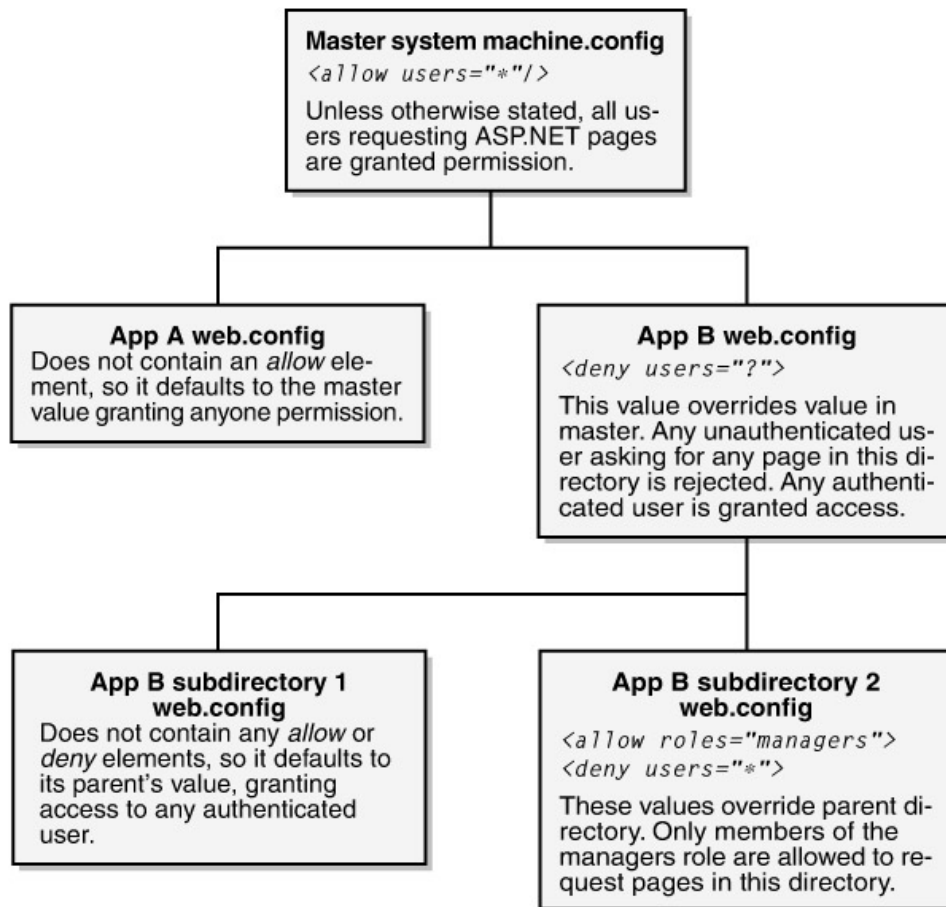 Master system machine.config
<allow users="*"/>
Unless otherwise stated, all us-
ers requesting ASP.NET pages
are granted permission.
App A web.config
Does not contain an allow ele-
ment, so it defaults to the master
value granting anyone permission.
App B web.config
<deny users="?">
This value overrides value in
master. Any unauthenticated us-
er asking for any page in this di-
rectory is rejected. Any authenti-
cated user is granted access.
App B subdirectory 1
web.config
Does not contain any allow or
deny elements, so it defaults to
its parent's value, granting
access to any authenticated
user.
App B subdirectory 2
web.config
<allow roles="managers">
<deny users="*">
These values override parent di-
rectory. Only members of the
managers role are allowed to re-
quest pages in this directory.